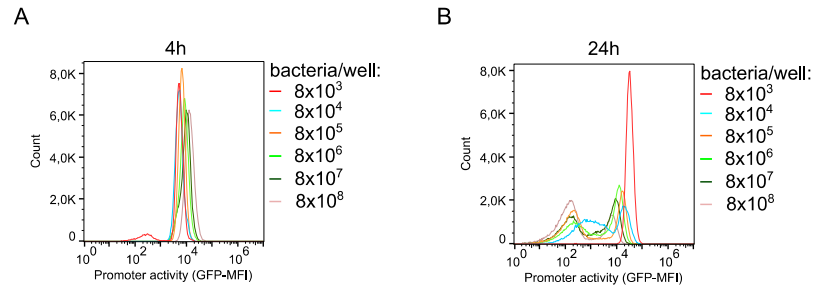 A
4h
8,0K
6,0K
4,0K
2,0K
0
Count
10⁰ 10² 10⁴ 10⁶
Promoter activity (GFP-MFI)
bacteria/well:
8x10³
8x10⁴
8x10⁵
8x10⁶
8x10⁷
8x10⁸
B
24h
8,0K
6,0K
4,0K
2,0K
0
Count
10⁰ 10² 10⁴ 10⁶
Promoter activity (GFP-MFI)
bacteria/well:
8x10³
8x10⁴
8x10⁵
8x10⁶
8x10⁷
8x10⁸